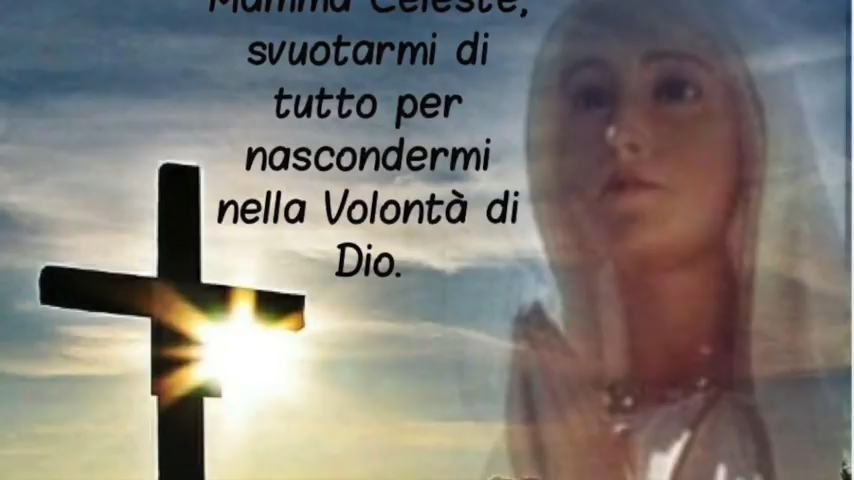 Mamma Celeste,
svuotarmi di
tutto per
nascondermi
nella Volontà di
Dio.